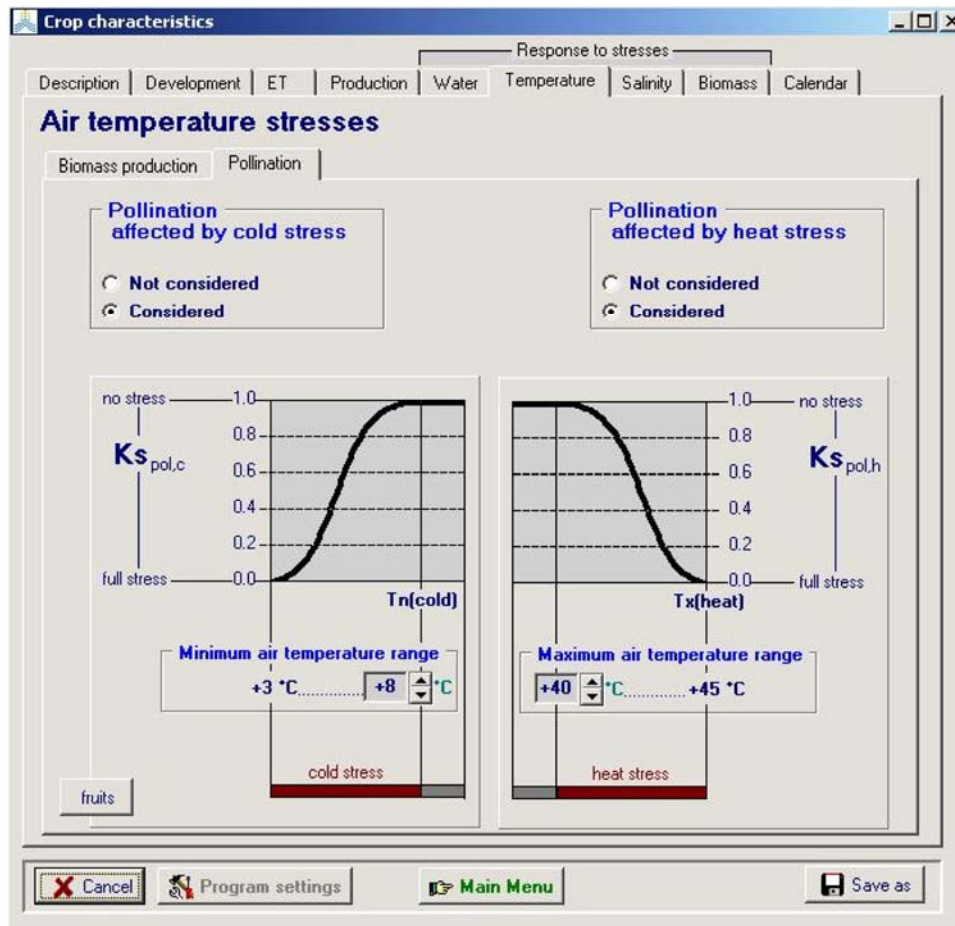 Crop characteristics
Response to stresses
Description Development ET Production Water Temperature Salinity Biomass Calendar
Air temperature stresses
Biomass production Pollination
Pollination
affected by cold stress
Not considered
Considered
Pollination
affected by heat stress
Not considered
Considered
no stress 1.0
0.8
Ks pol,c
0.6
0.4
0.2
full stress 0.0
Tn(cold)
Minimum air temperature range
+3 °C.............. +8 °C
cold stress
1.0 no stress
0.8
Ks pol,h
0.6
0.4
0.2
0.0 full stress
Tx(heat)
Maximum air temperature range
+40 °C.............+45 °C
heat stress
fruits
Cancel Program settings Main Menu Save as